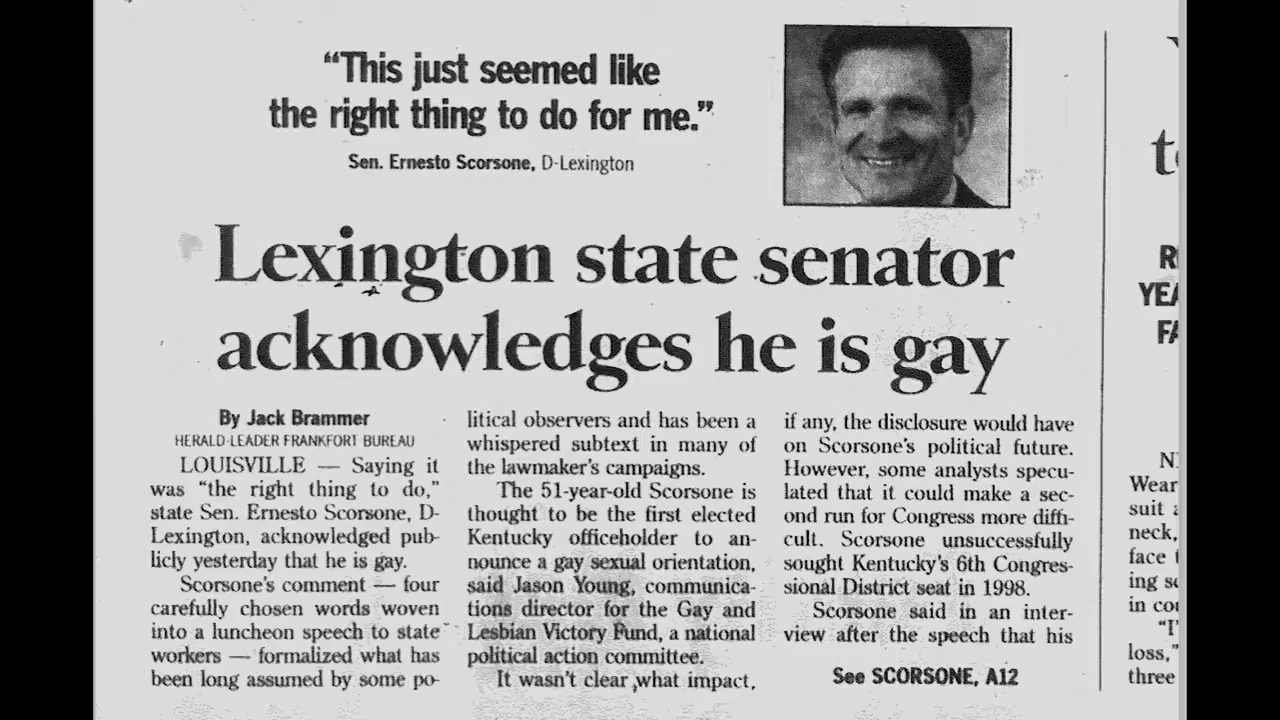 “This just seemed like
the right thing to do for me.”
Sen. Ernesto Scorsone, D-Lexington
Lexington state senator
acknowledges he is gay
By Jack Brammer
HERALD-LEADER FRANKFORT BUREAU
LOUISVILLE — Saying it
was “the right thing to do,”
state Sen. Ernesto Scorsone, D-
Lexington, acknowledged pub-
licly yesterday that he is gay.
Scorsone’s comment — four
carefully chosen words woven
into a luncheon speech to state
workers — formalized what has
been long assumed by some po-
litical observers and has been a
whispered subtext in many of
the lawmaker’s campaigns.
The 51-year-old Scorsone is
thought to be the first elected
Kentucky officeholder to an-
nounce a gay sexual orientation,
said Jason Young, communica-
tions director for the Gay and
Lesbian Victory Fund, a national
political action committee.
It wasn’t clear what impact,
if any, the disclosure would have
on Scorsone’s political future.
However, some analysts specu-
lated that it could make a sec-
ond run for Congress more diffi-
cult. Scorsone unsuccessfully
sought Kentucky’s 6th Congres-
sional District seat in 1998.
Scorsone said in an inter-
view after the speech that his
See SCORSONE, A12
Wear
suit
neck,
face
ing
in
“I’
loss,”
three